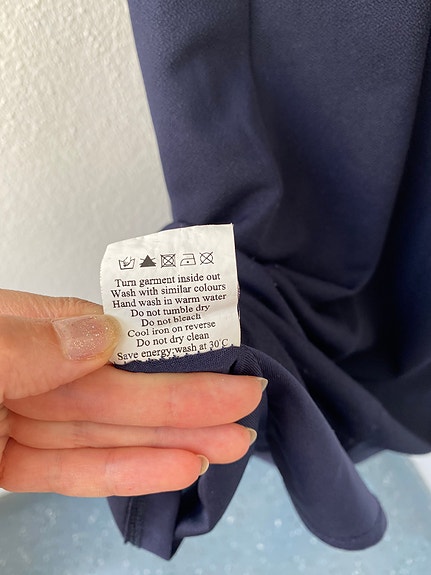 Turn garment inside out
Wash with similar colours
Hand wash in warm water
Do not tumble dry
Do not bleach
Cool iron on reverse
Do not dry clean
Save energy:wash at 30°C